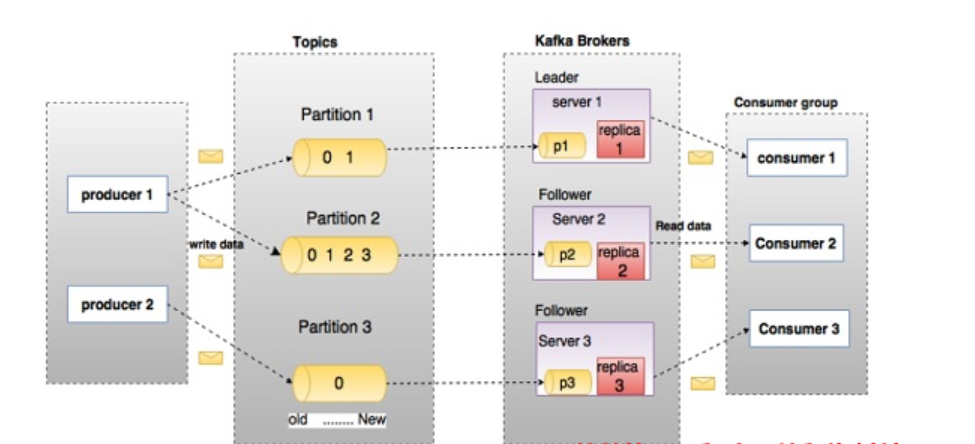 Topics
Kafka Brokers
Leader
server 1
Consumer group
Partition 1
replica
1
p1
0 1
consumer 1
producer 1
Follower
Partition 2
Server 2
Read data
write data
0 1 2 3
p2
replica
2
Consumer 2
producer 2
Follower
Partition 3
Server 3
Consumer 3
0
p3
replica
3
old ........ New